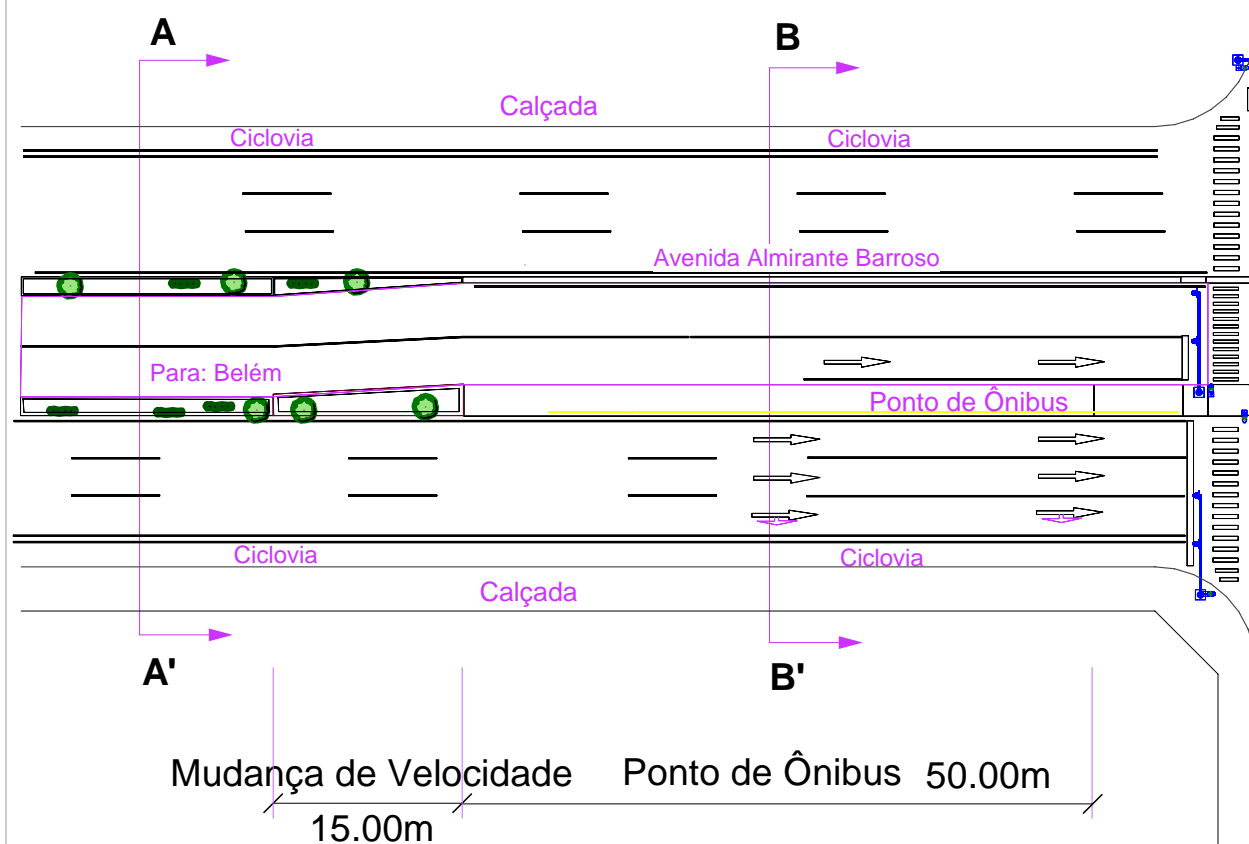 A
B
Calçada
Ciclovia
Ciclovia
Avenida Almirante Barroso
Para: Belém
Ponto de Ônibus
Ciclovia
Ciclovia
Calçada
A'
B'
Mudança de Velocidade
Ponto de Ônibus 50.00m
15.00m